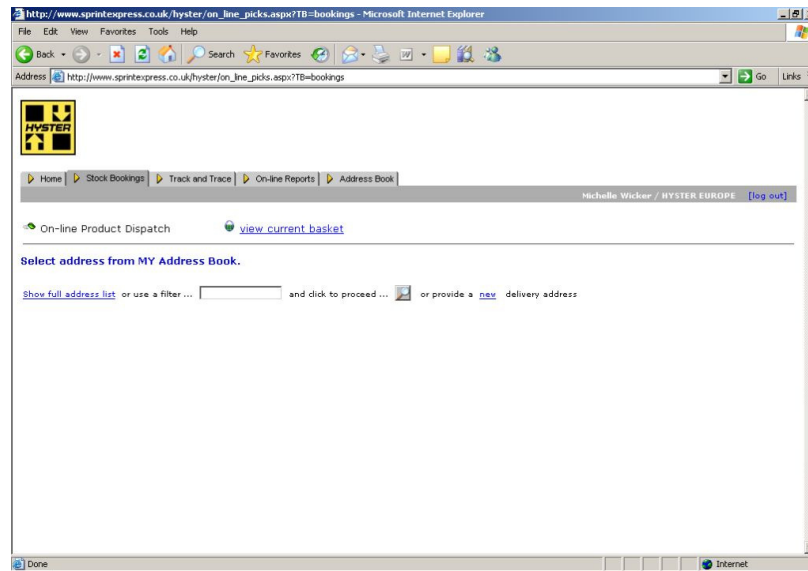 http://www.sprintexpress.co.uk/hyster/on_line_picks.aspx?TB=bookings - Microsoft Internet Explorer
File Edit View Favorites Tools Help
Back Search Favorites
Address http://www.sprintexpress.co.uk/hyster/on_line_picks.aspx?TB=bookings Go Links
HYSTER
Home Stock Bookings Track and Trace On-line Reports Address Book
Michelle Wicker / HYSTER EUROPE [log out]
On-line Product Dispatch view current basket
Select address from MY Address Book.
Show full address list or use a filter ... and click to proceed ... or provide a new delivery address
Done Internet